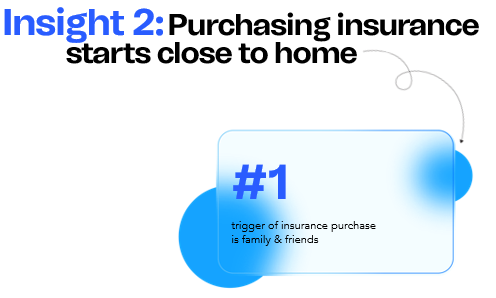 Insight 2: Purchasing insurance
starts close to home
#1
trigger of insurance purchase
is family & friends